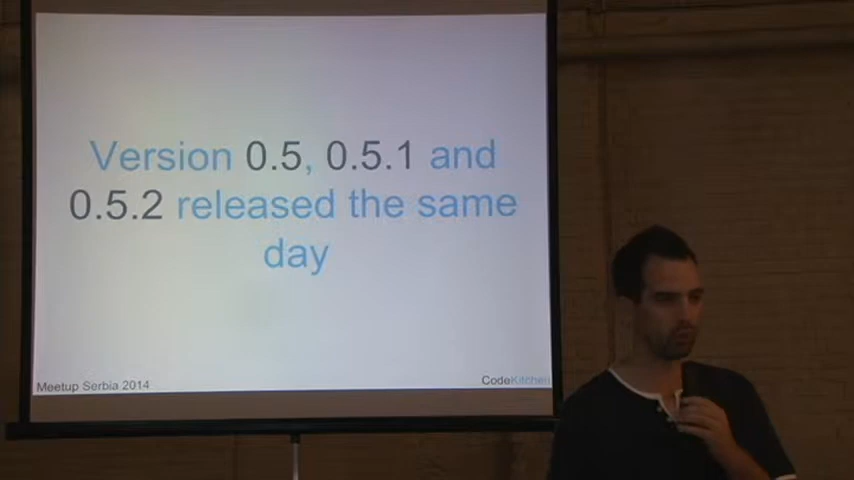 Version 0.5, 0.5.1 and
0.5.2 released the same
day
Meetup Serbia 2014
CodeKitchen